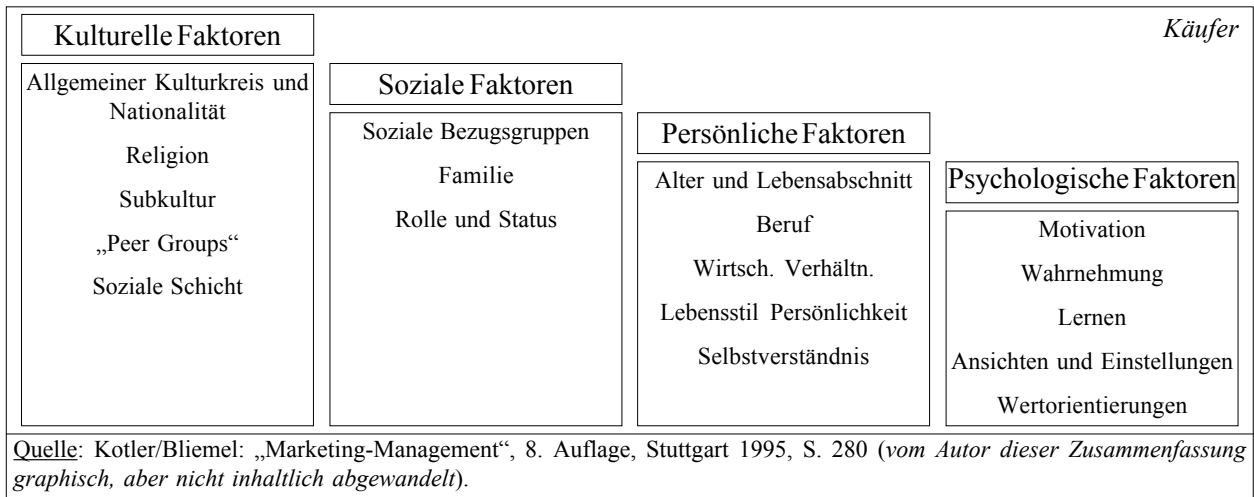 Käufer
Kulturelle Faktoren
Allgemeiner Kulturkreis und
Nationalität
Religion
Subkultur
„Peer Groups“
Soziale Schicht
Soziale Faktoren
Soziale Bezugsgruppen
Familie
Rolle und Status
Persönliche Faktoren
Alter und Lebensabschnitt
Beruf
Wirtsch. Verhältn.
Lebensstil Persönlichkeit
Selbstverständnis
Psychologische Faktoren
Motivation
Wahrnehmung
Lernen
Ansichten und Einstellungen
Wertorientierungen
Quelle: Kotler/Bliemel: „Marketing-Management“, 8. Auflage, Stuttgart 1995, S. 280 (vom Autor dieser Zusammenfassung
graphisch, aber nicht inhaltlich abgewandelt).